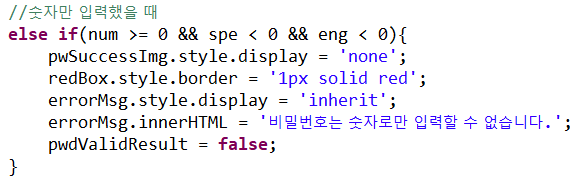 //숫자만 입력했을 때
else if(num >= 0 && spe < 0 && eng < 0){
    pwSuccessImg.style.display = 'none';
    redBox.style.border = '1px solid red';
    errorMsg.style.display = 'inherit';
    errorMsg.innerHTML = '비밀번호는 숫자로만 입력할 수 없습니다.';
    pwdValidResult = false;
}